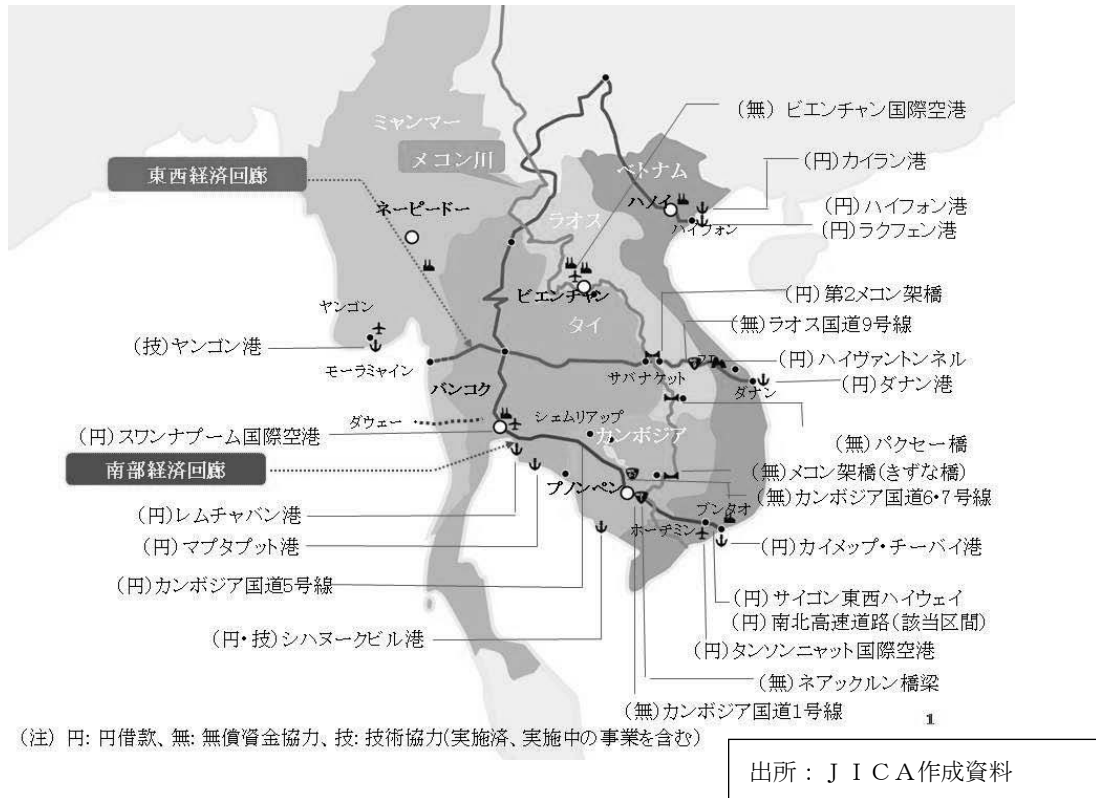 (無) ビエンチャン国際空港
ミャンマー
メコン川
ベトナム
(円)カイラン港
東西経済回廊
ネーピードー
ハノイ
(円)ハイフォン港
ラオス
ハイフォン
(円)ラクフェン港
ビエンチャン
(円)第2メコン架橋
ヤンゴン
タイ
(無)ラオス国道9号線
(技)ヤンゴン港
モーラミャイン
サバナケット
フエ
(円)ハイヴァントンネル
バンコク
ダナン
(円)ダナン港
ダウェー
シェムリアップ
(円)スワンナプーム国際空港
カンボジア
(無)パクセー橋
南部経済回廊
プノンペン
(無)メコン架橋(きずな橋)
(無)カンボジア国道6・7号線
(円)レムチャバン港
ブンタオ
ホーチミン
(円)マプタプット港
(円)カイメップ・チーバイ港
(円)カンボジア国道5号線
(円)サイゴン東西ハイウェイ
(円・技)シハヌークビル港
(円)南北高速道路(該当区間)
(円)タンソンニャット国際空港
(無)ネアックルン橋梁
(無)カンボジア国道1号線
1
(注) 円: 円借款、無: 無償資金協力、技: 技術協力(実施済、実施中の事業を含む)
出所：ＪＩＣＡ作成資料